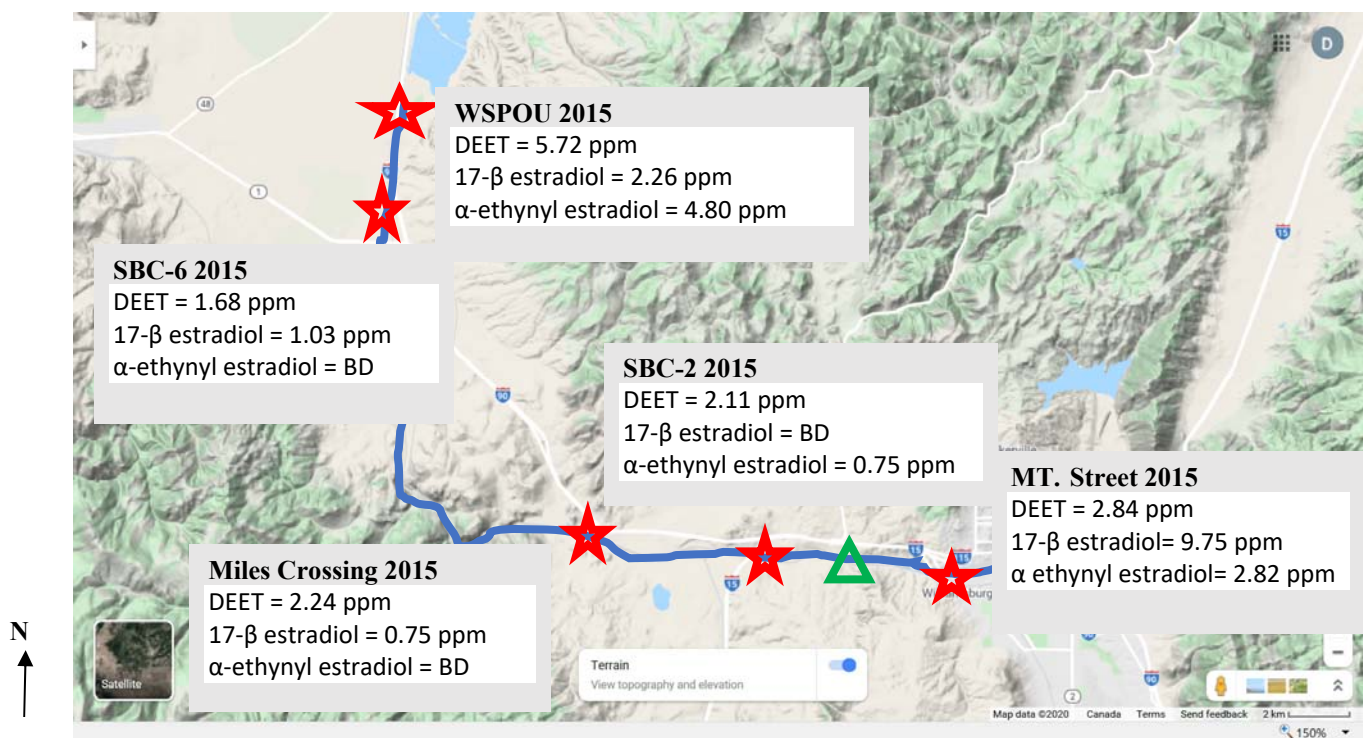 D
48
1
90
15
WSPOU 2015
DEET = 5.72 ppm
17-β estradiol = 2.26 ppm
α-ethynyl estradiol = 4.80 ppm
SBC-6 2015
DEET = 1.68 ppm
17-β estradiol = 1.03 ppm
α-ethynyl estradiol = BD
SBC-2 2015
DEET = 2.11 ppm
17-β estradiol = BD
α-ethynyl estradiol = 0.75 ppm
MT. Street 2015
DEET = 2.84 ppm
17-β estradiol= 9.75 ppm
α ethynyl estradiol= 2.82 ppm
15
15
Miles Crossing 2015
DEET = 2.24 ppm
17-β estradiol = 0.75 ppm
α-ethynyl estradiol = BD
N
Satellite
Terrain
View topography and elevation
90
2
Map data ©2020 Canada Terms Send feedback 2 km
150%